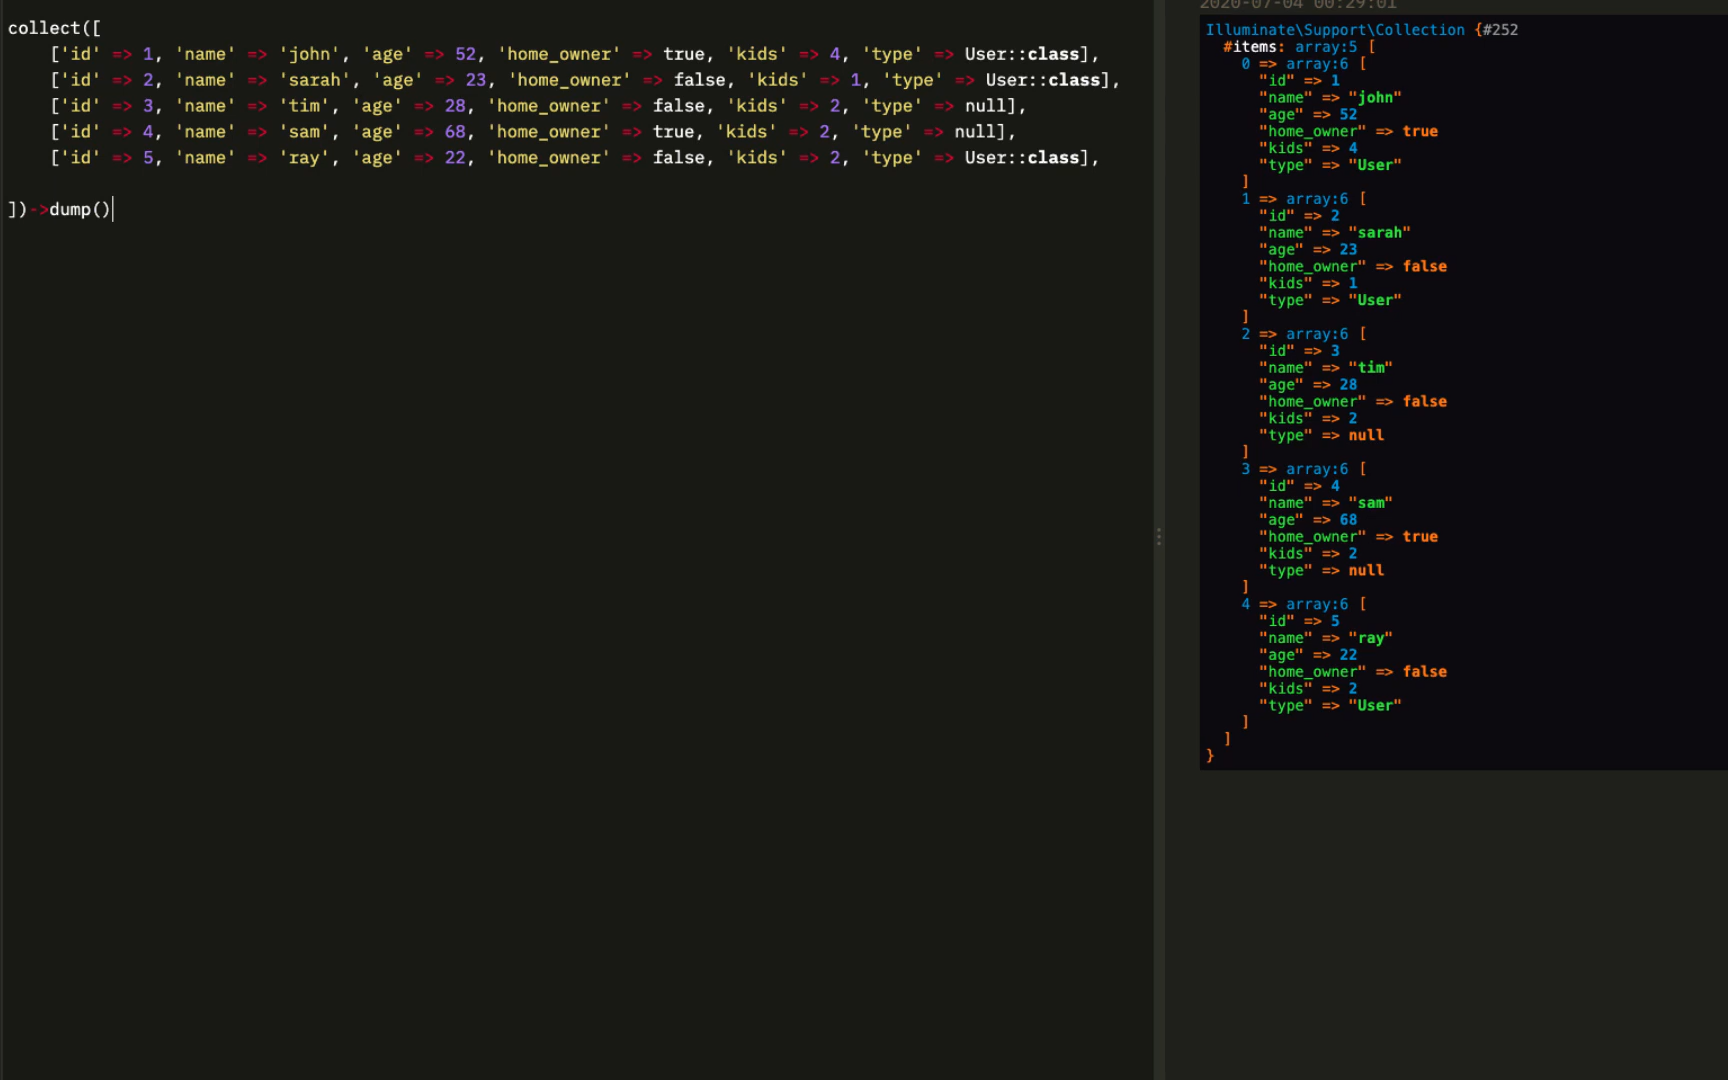 collect([
    ['id' => 1, 'name' => 'john', 'age' => 52, 'home_owner' => true, 'kids' => 4, 'type' => User::class],
    ['id' => 2, 'name' => 'sarah', 'age' => 23, 'home_owner' => false, 'kids' => 1, 'type' => User::class],
    ['id' => 3, 'name' => 'tim', 'age' => 28, 'home_owner' => false, 'kids' => 2, 'type' => null],
    ['id' => 4, 'name' => 'sam', 'age' => 68, 'home_owner' => true, 'kids' => 2, 'type' => null],
    ['id' => 5, 'name' => 'ray', 'age' => 22, 'home_owner' => false, 'kids' => 2, 'type' => User::class],
])->dump()
2020-07-04 00:29:01
Illuminate\Support\Collection {#252
  #items: array:5 [
    0 => array:6 [
      "id" => 1
      "name" => "john"
      "age" => 52
      "home_owner" => true
      "kids" => 4
      "type" => "User"
    ]
    1 => array:6 [
      "id" => 2
      "name" => "sarah"
      "age" => 23
      "home_owner" => false
      "kids" => 1
      "type" => "User"
    ]
    2 => array:6 [
      "id" => 3
      "name" => "tim"
      "age" => 28
      "home_owner" => false
      "kids" => 2
      "type" => null
    ]
    3 => array:6 [
      "id" => 4
      "name" => "sam"
      "age" => 68
      "home_owner" => true
      "kids" => 2
      "type" => null
    ]
    4 => array:6 [
      "id" => 5
      "name" => "ray"
      "age" => 22
      "home_owner" => false
      "kids" => 2
      "type" => "User"
    ]
  ]
}